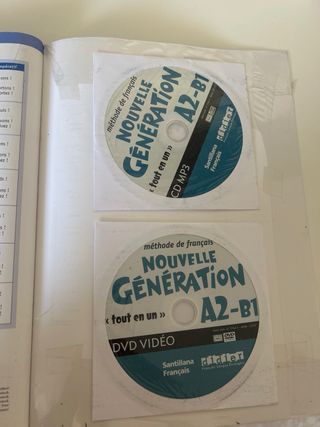 méthode de français
NOUVELLE
GÉNÉRATION
A2-B1
« tout en un »
CD MP3
Santillana
Français
didier
méthode de français
NOUVELLE
GÉNÉRATION
A2-B1
« tout en un »
DVD VIDÉO
DVD
Santillana
Français
didier